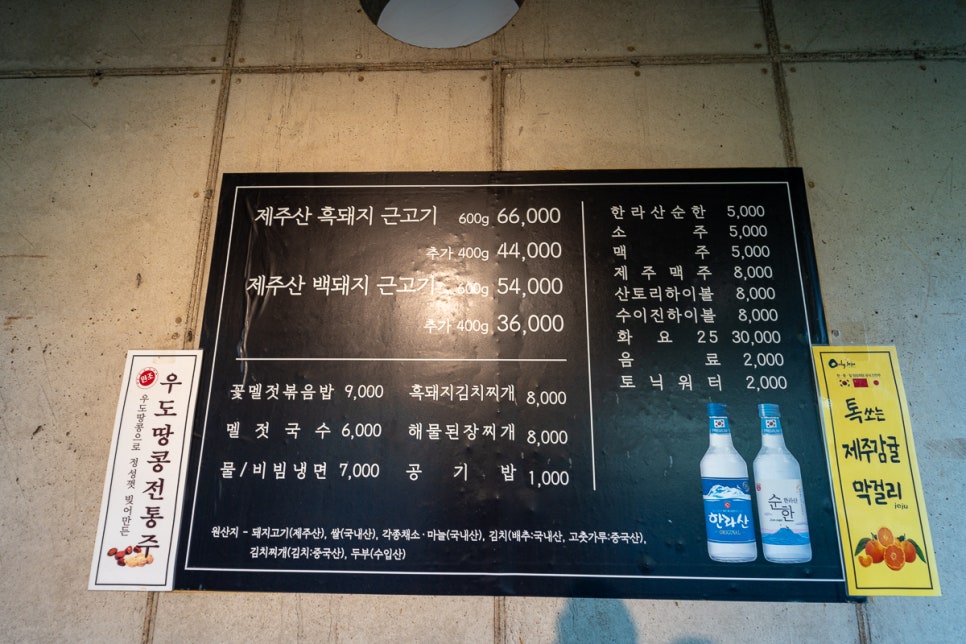 제주산 흑돼지 근고기 600g 66,000
추가 400g 44,000
제주산 백돼지 근고기 600g 54,000
추가 400g 36,000
꽃멜젓볶음밥 9,000 흑돼지김치찌개 8,000
멜젓국수 6,000 해물된장찌개 8,000
물/비빔냉면 7,000 공기밥 1,000
원산지 - 돼지고기(제주산), 쌀(국내산), 각종채소·마늘(국내산), 김치(배추:국내산, 고춧가루:중국산),
김치찌개(김치:중국산), 두부(수입산)
한라산순한 5,000
소주 5,000
맥주 5,000
제주맥주 8,000
산토리하이볼 8,000
수이진하이볼 8,000
화요25 30,000
음료 2,000
토닉워터 2,000
한라산
ORIGINAL
한라산
순한
원조
우도땅콩전통주
우도땅콩으로 정성껏 빚어만든
톡쏘는
제주감귤
막걸리
jeju